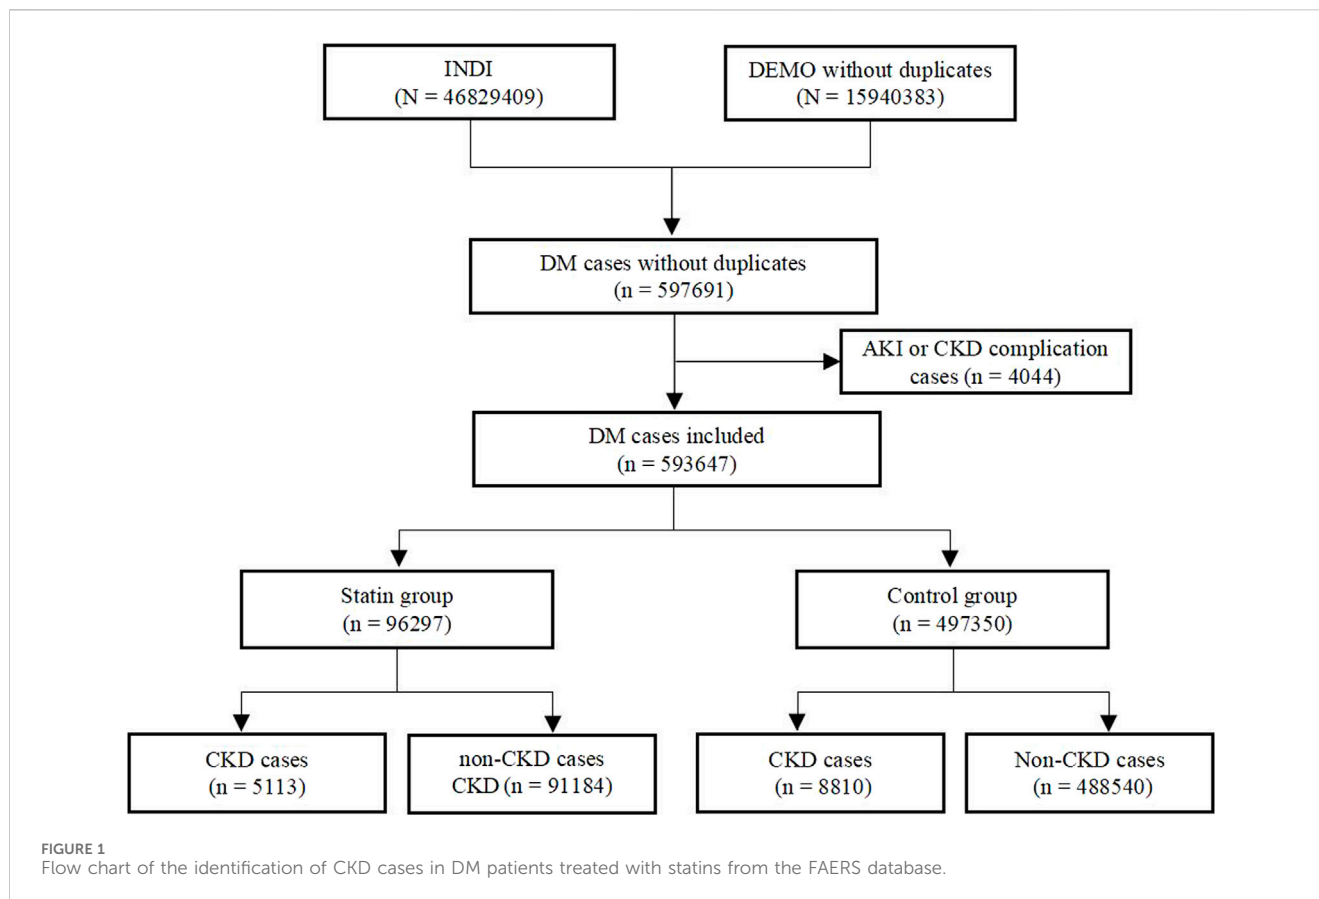 INDI
(N = 46829409)
DEMO without duplicates
(N = 15940383)
DM cases without duplicates
(n = 597691)
AKI or CKD complication
cases (n = 4044)
DM cases included
(n = 593647)
Statin group
(n = 96297)
Control group
(n = 497350)
CKD cases
(n = 5113)
non-CKD cases
CKD (n = 91184)
CKD cases
(n = 8810)
Non-CKD cases
(n = 488540)
FIGURE 1
Flow chart of the identification of CKD cases in DM patients treated with statins from the FAERS database.